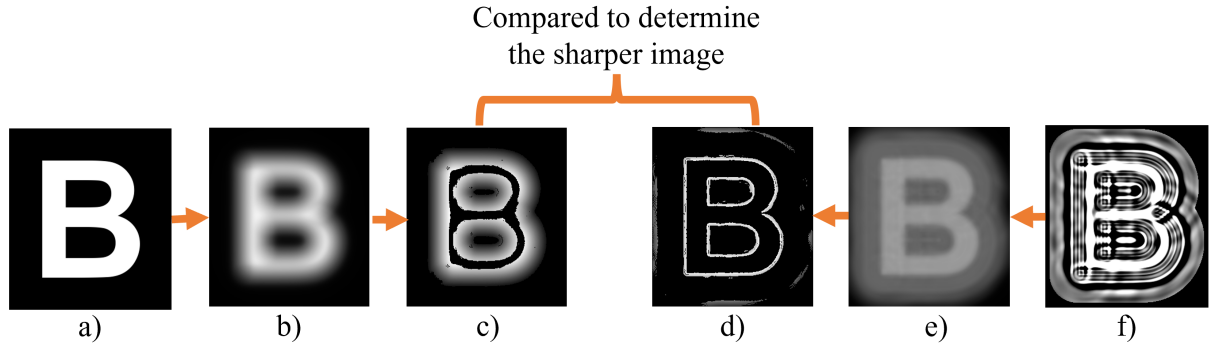 Compared to determine
the sharper image
B B B B B B
a) b) c) d) e) f)